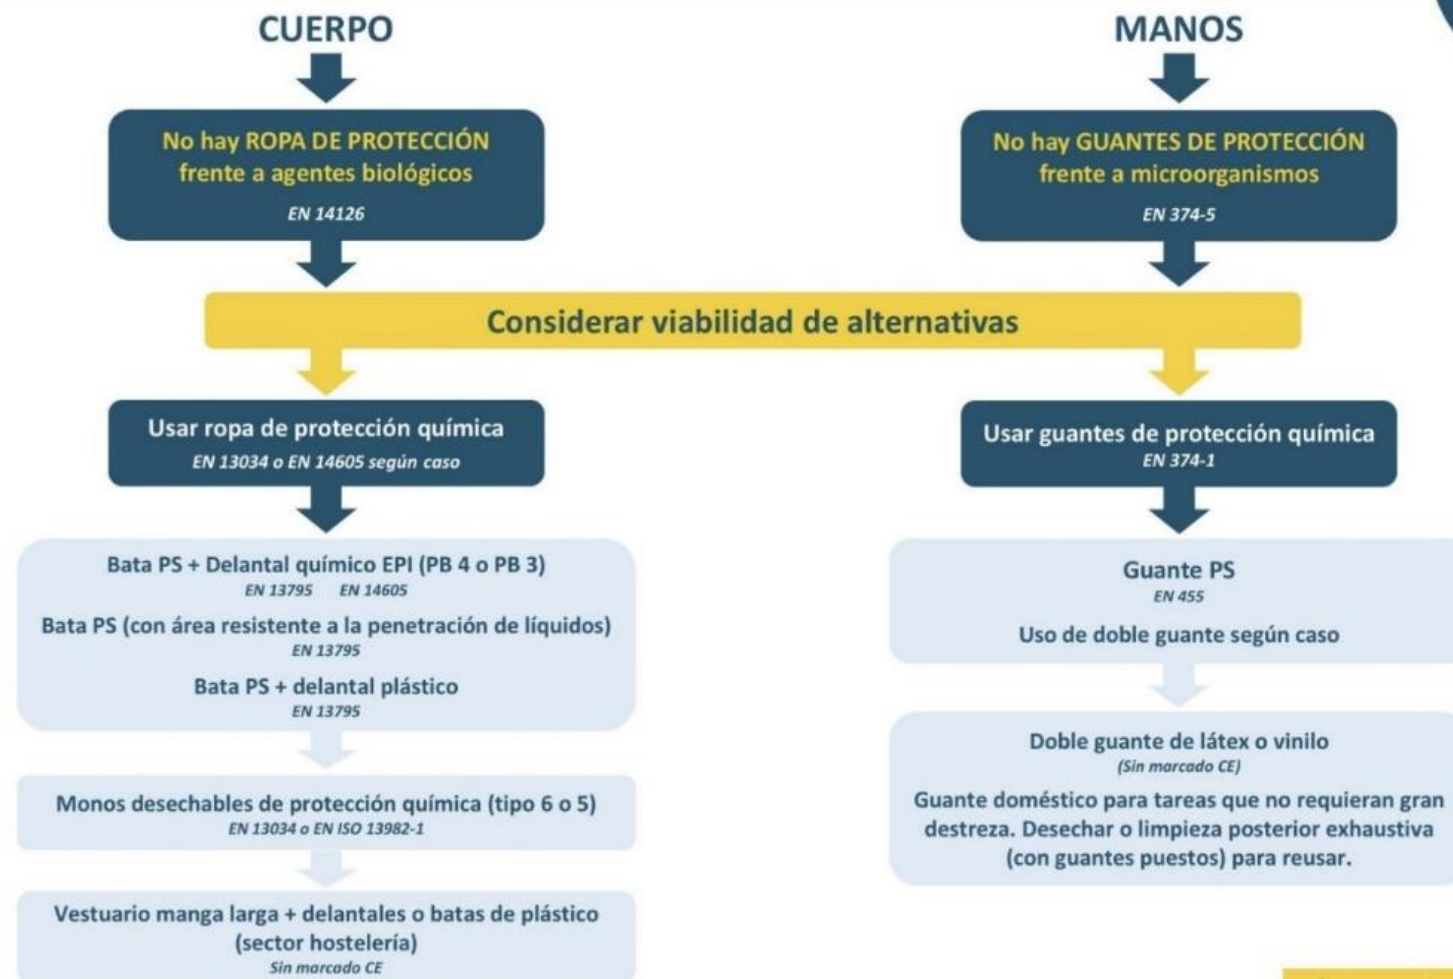 CUERPO
No hay ROPA DE PROTECCIÓN
frente a agentes biológicos
EN 14126
MANOS
No hay GUANTES DE PROTECCIÓN
frente a microorganismos
EN 374-5
Considerar viabilidad de alternativas
Usar ropa de protección química
EN 13034 o EN 14605 según caso
Bata PS + Delantal químico EPI (PB 4 o PB 3)
EN 13795 EN 14605
Bata PS (con área resistente a la penetración de líquidos)
EN 13795
Bata PS + delantal plástico
EN 13795
Monos desechables de protección química (tipo 6 o 5)
EN 13034 o EN ISO 13982-1
Vestuario manga larga + delantales o batas de plástico
(sector hostelería)
Sin marcado CE
Usar guantes de protección química
EN 374-1
Guante PS
EN 455
Uso de doble guante según caso
Doble guante de látex o vinilo
(Sin marcado CE)
Guante doméstico para tareas que no requieran gran
destreza. Desechar o limpieza posterior exhaustiva
(con guantes puestos) para reusar.